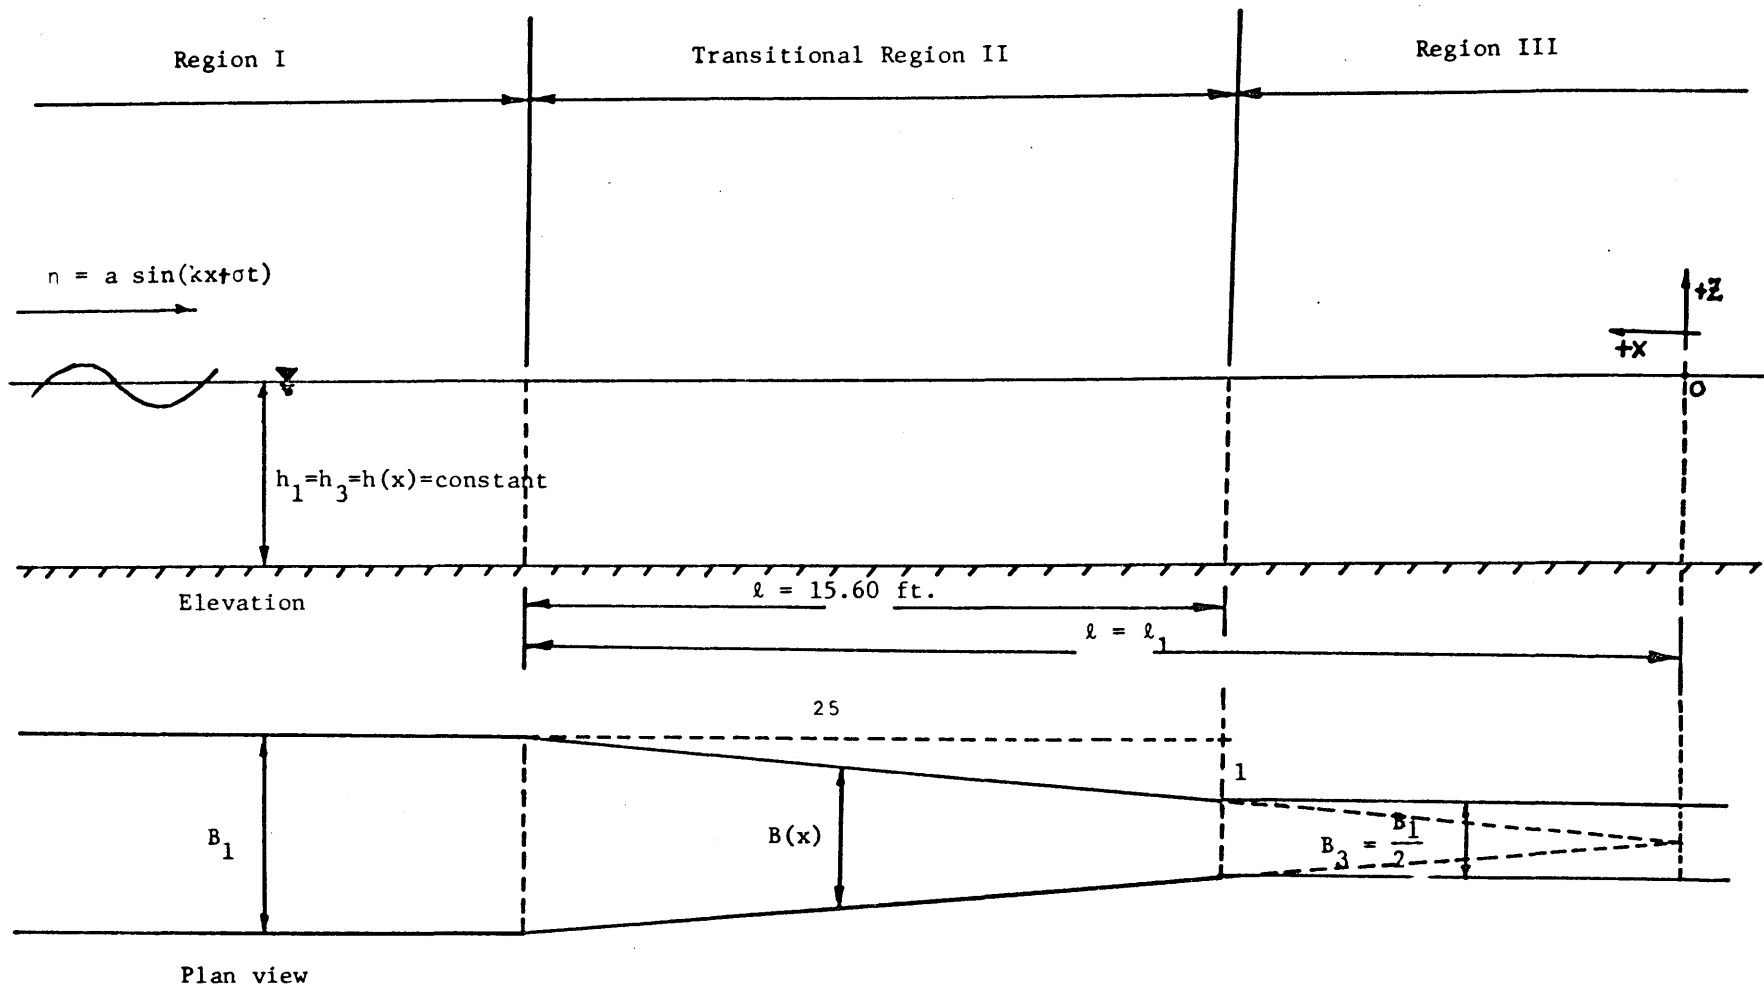 Region I
Transitional Region II
Region III
η = a sin(kx+σt)
+Z
+X
O
h₁=h₃=h(x)=constant
Elevation
ℓ = 15.60 ft.
ℓ = ℓ₁
25
1
B₁
B(x)
B₃ = B₁/2
Plan view